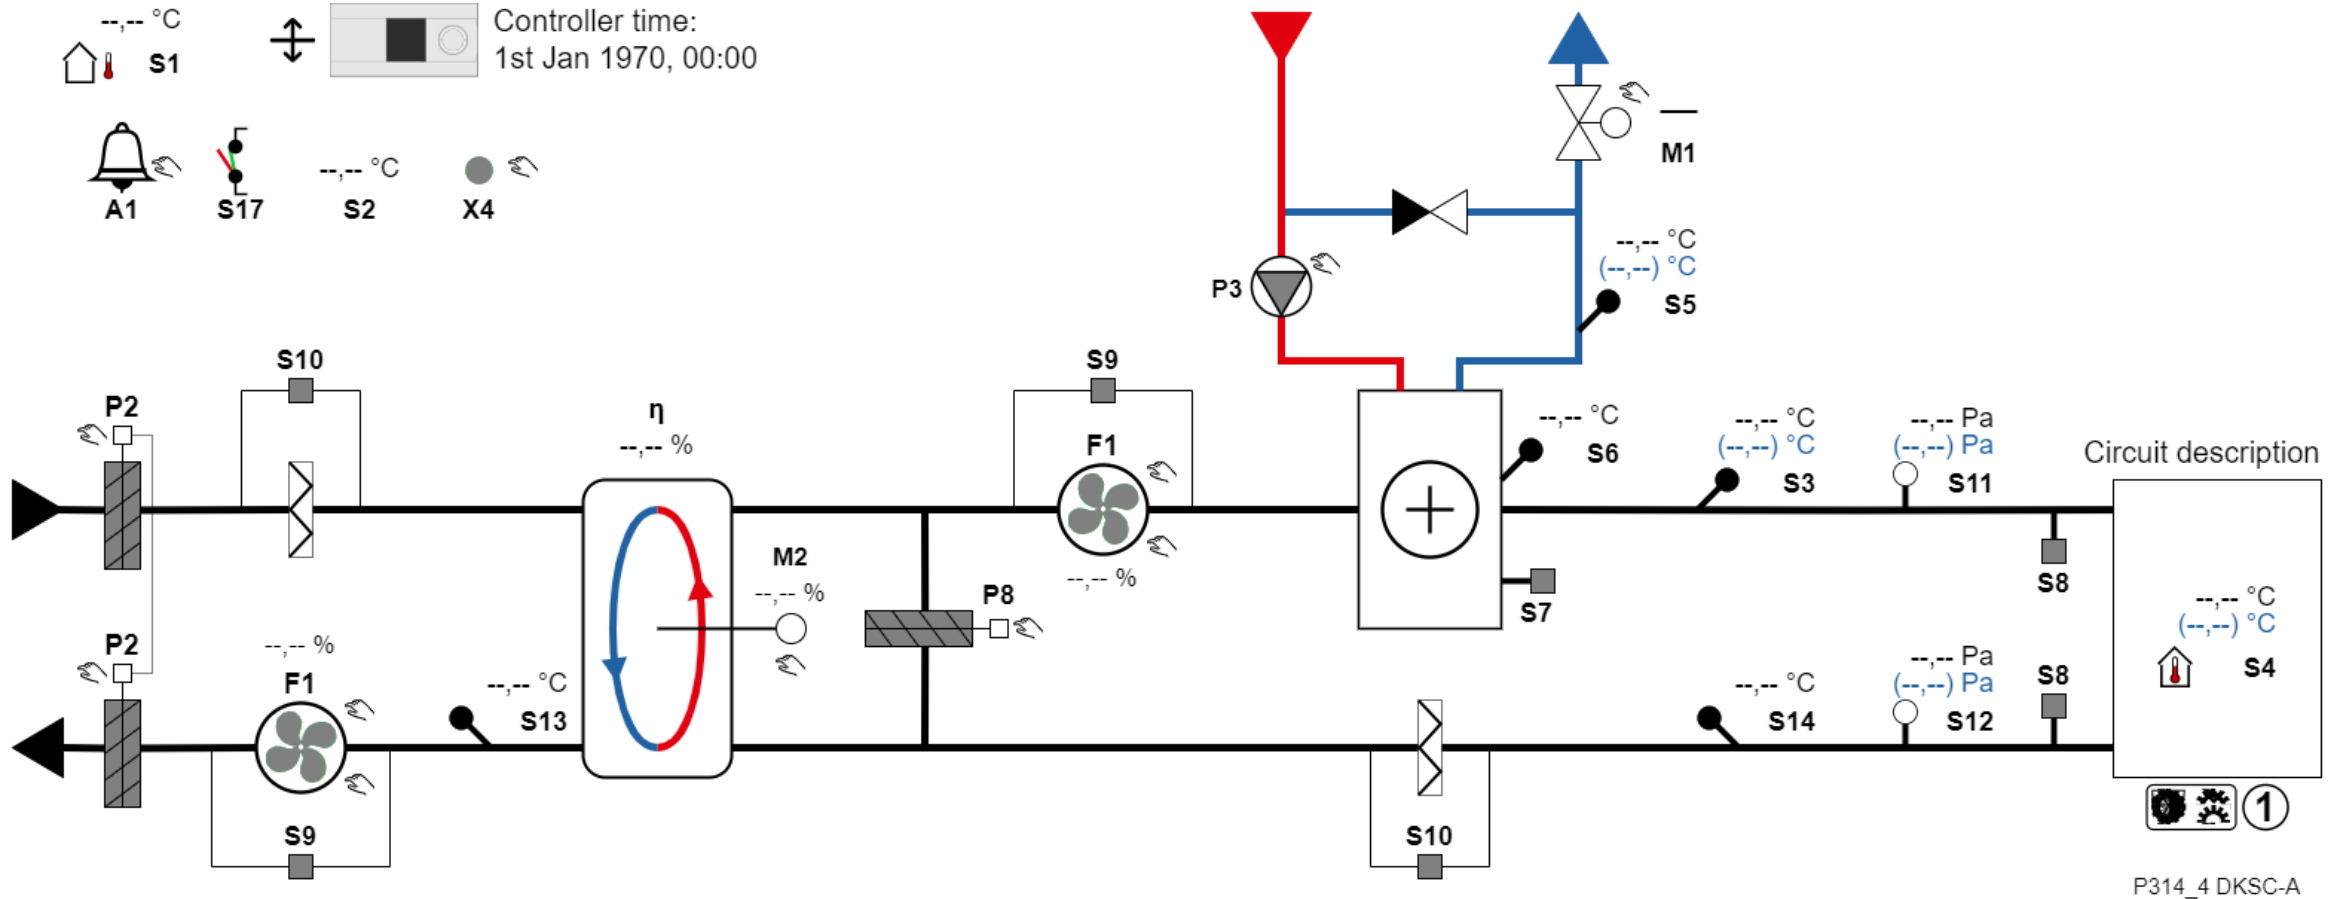 --,-- °C
S1
Controller time:
1st Jan 1970, 00:00
A1
S17
--,-- °C
S2
X4
M1
--,-- °C
(--,--) °C
S5
P3
S10
P2
η
--,-- %
S9
F1
--,-- %
--,-- °C
S6
--,-- °C
(--,--) °C
S3
--,-- Pa
(--,--) Pa
S11
Circuit description
M2
--,-- %
P8
S7
S8
--,-- °C
(--,--) °C
S4
P2
--,-- %
F1
--,-- °C
S13
--,-- °C
S14
--,-- Pa
(--,--) Pa
S12
S8
S9
S10
1
P314_4 DKSC-A